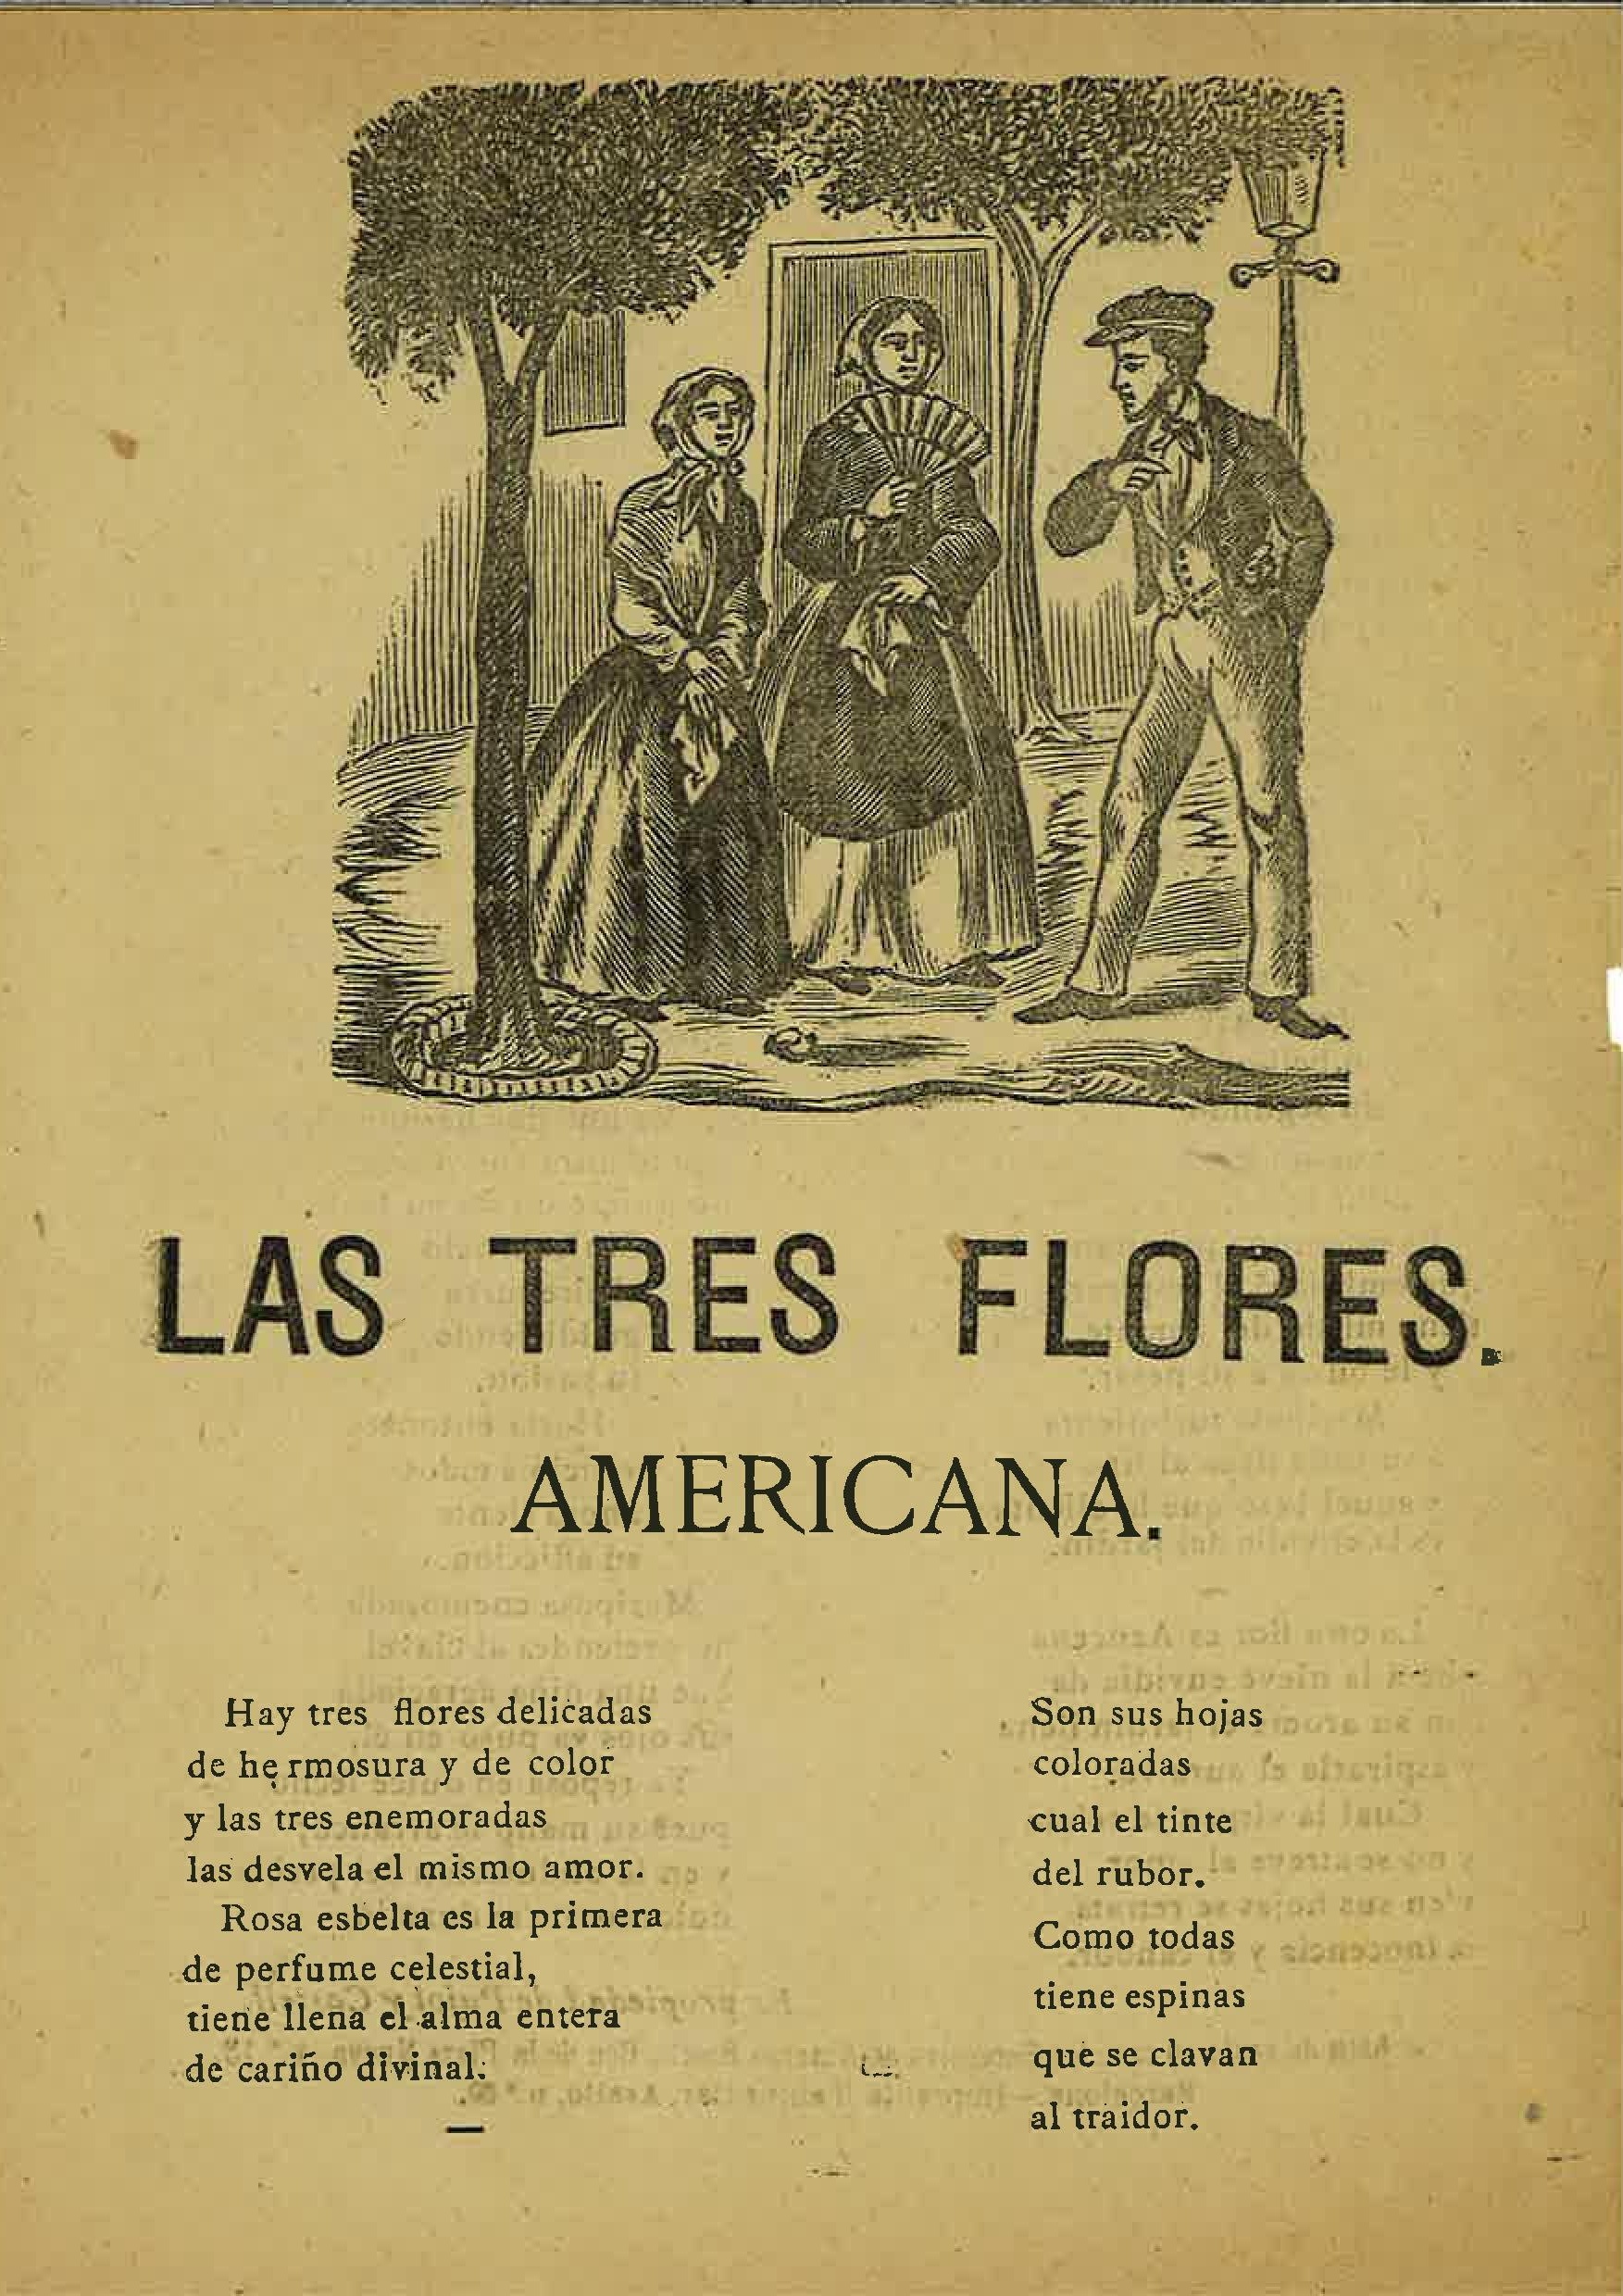 LAS TRES FLORES.
AMERICANA.
Hay tres flores delicadas
de hermosura y de color
y las tres enemoradas
las desvela el mismo amor.
Rosa esbelta es la primera
de perfume celestial,
tiene llena el alma entera
de cariño divinal.
Son sus hojas
coloradas
cual el tinte
del rubor.
Como todas
tiene espinas
que se clavan
al traidor.